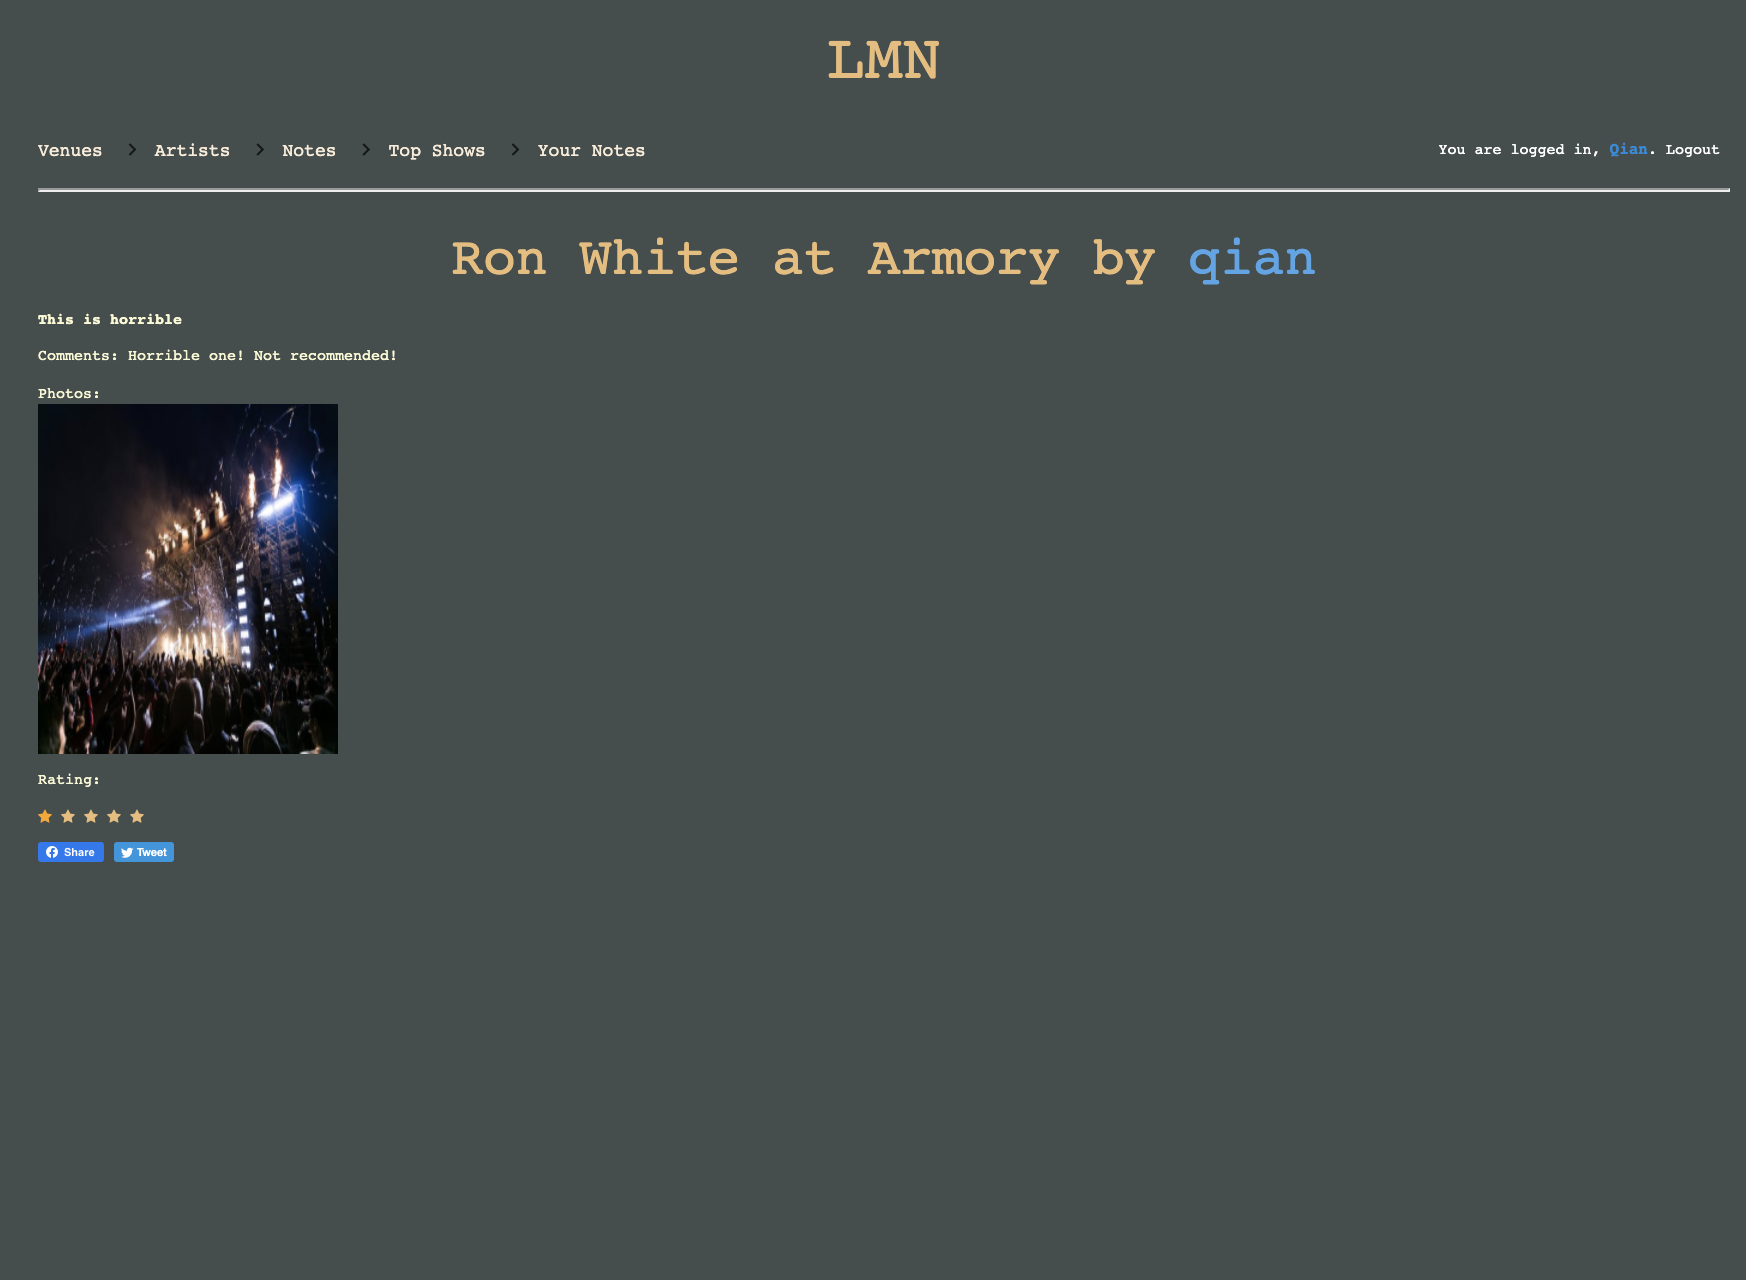 LMN
Venues > Artists > Notes > Top Shows > Your Notes
You are logged in, Qian. Logout
Ron White at Armory by qian
This is horrible
Comments: Horrible one! Not recommended!
Photos:
Rating:
Share Tweet